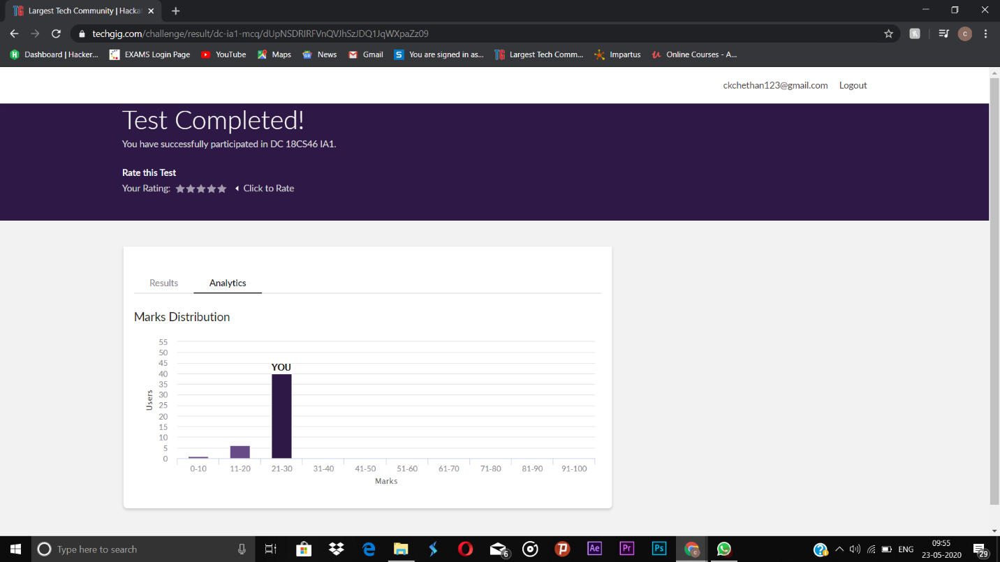 Largest Tech Community | Hacka
techgig.com/challenge/result/dc-ia1-mcq/dUpNSDRIRFVnQVJhSzJDQ1JqWXpaZz09
C
Dashboard | Hacker...
EXAMS Login Page
YouTube
Maps
News
Gmail
S
You are signed in as...
Largest Tech Comm...
Impartus
Online Courses - A...
ckchethan123@gmail.com
Logout
Test Completed!
You have successfully participated in DC 18CS46 IA1.
Rate this Test
Your Rating:
Click to Rate
Results
Analytics
Marks Distribution
55
50
45
40
35
30
25
20
15
10
5
0
Users
YOU
0-10
11-20
21-30
31-40
41-50
51-60
61-70
71-80
81-90
91-100
Marks
Type here to search
6
Ae
Pr
Ps
ENG
09:55
23-05-2020
29